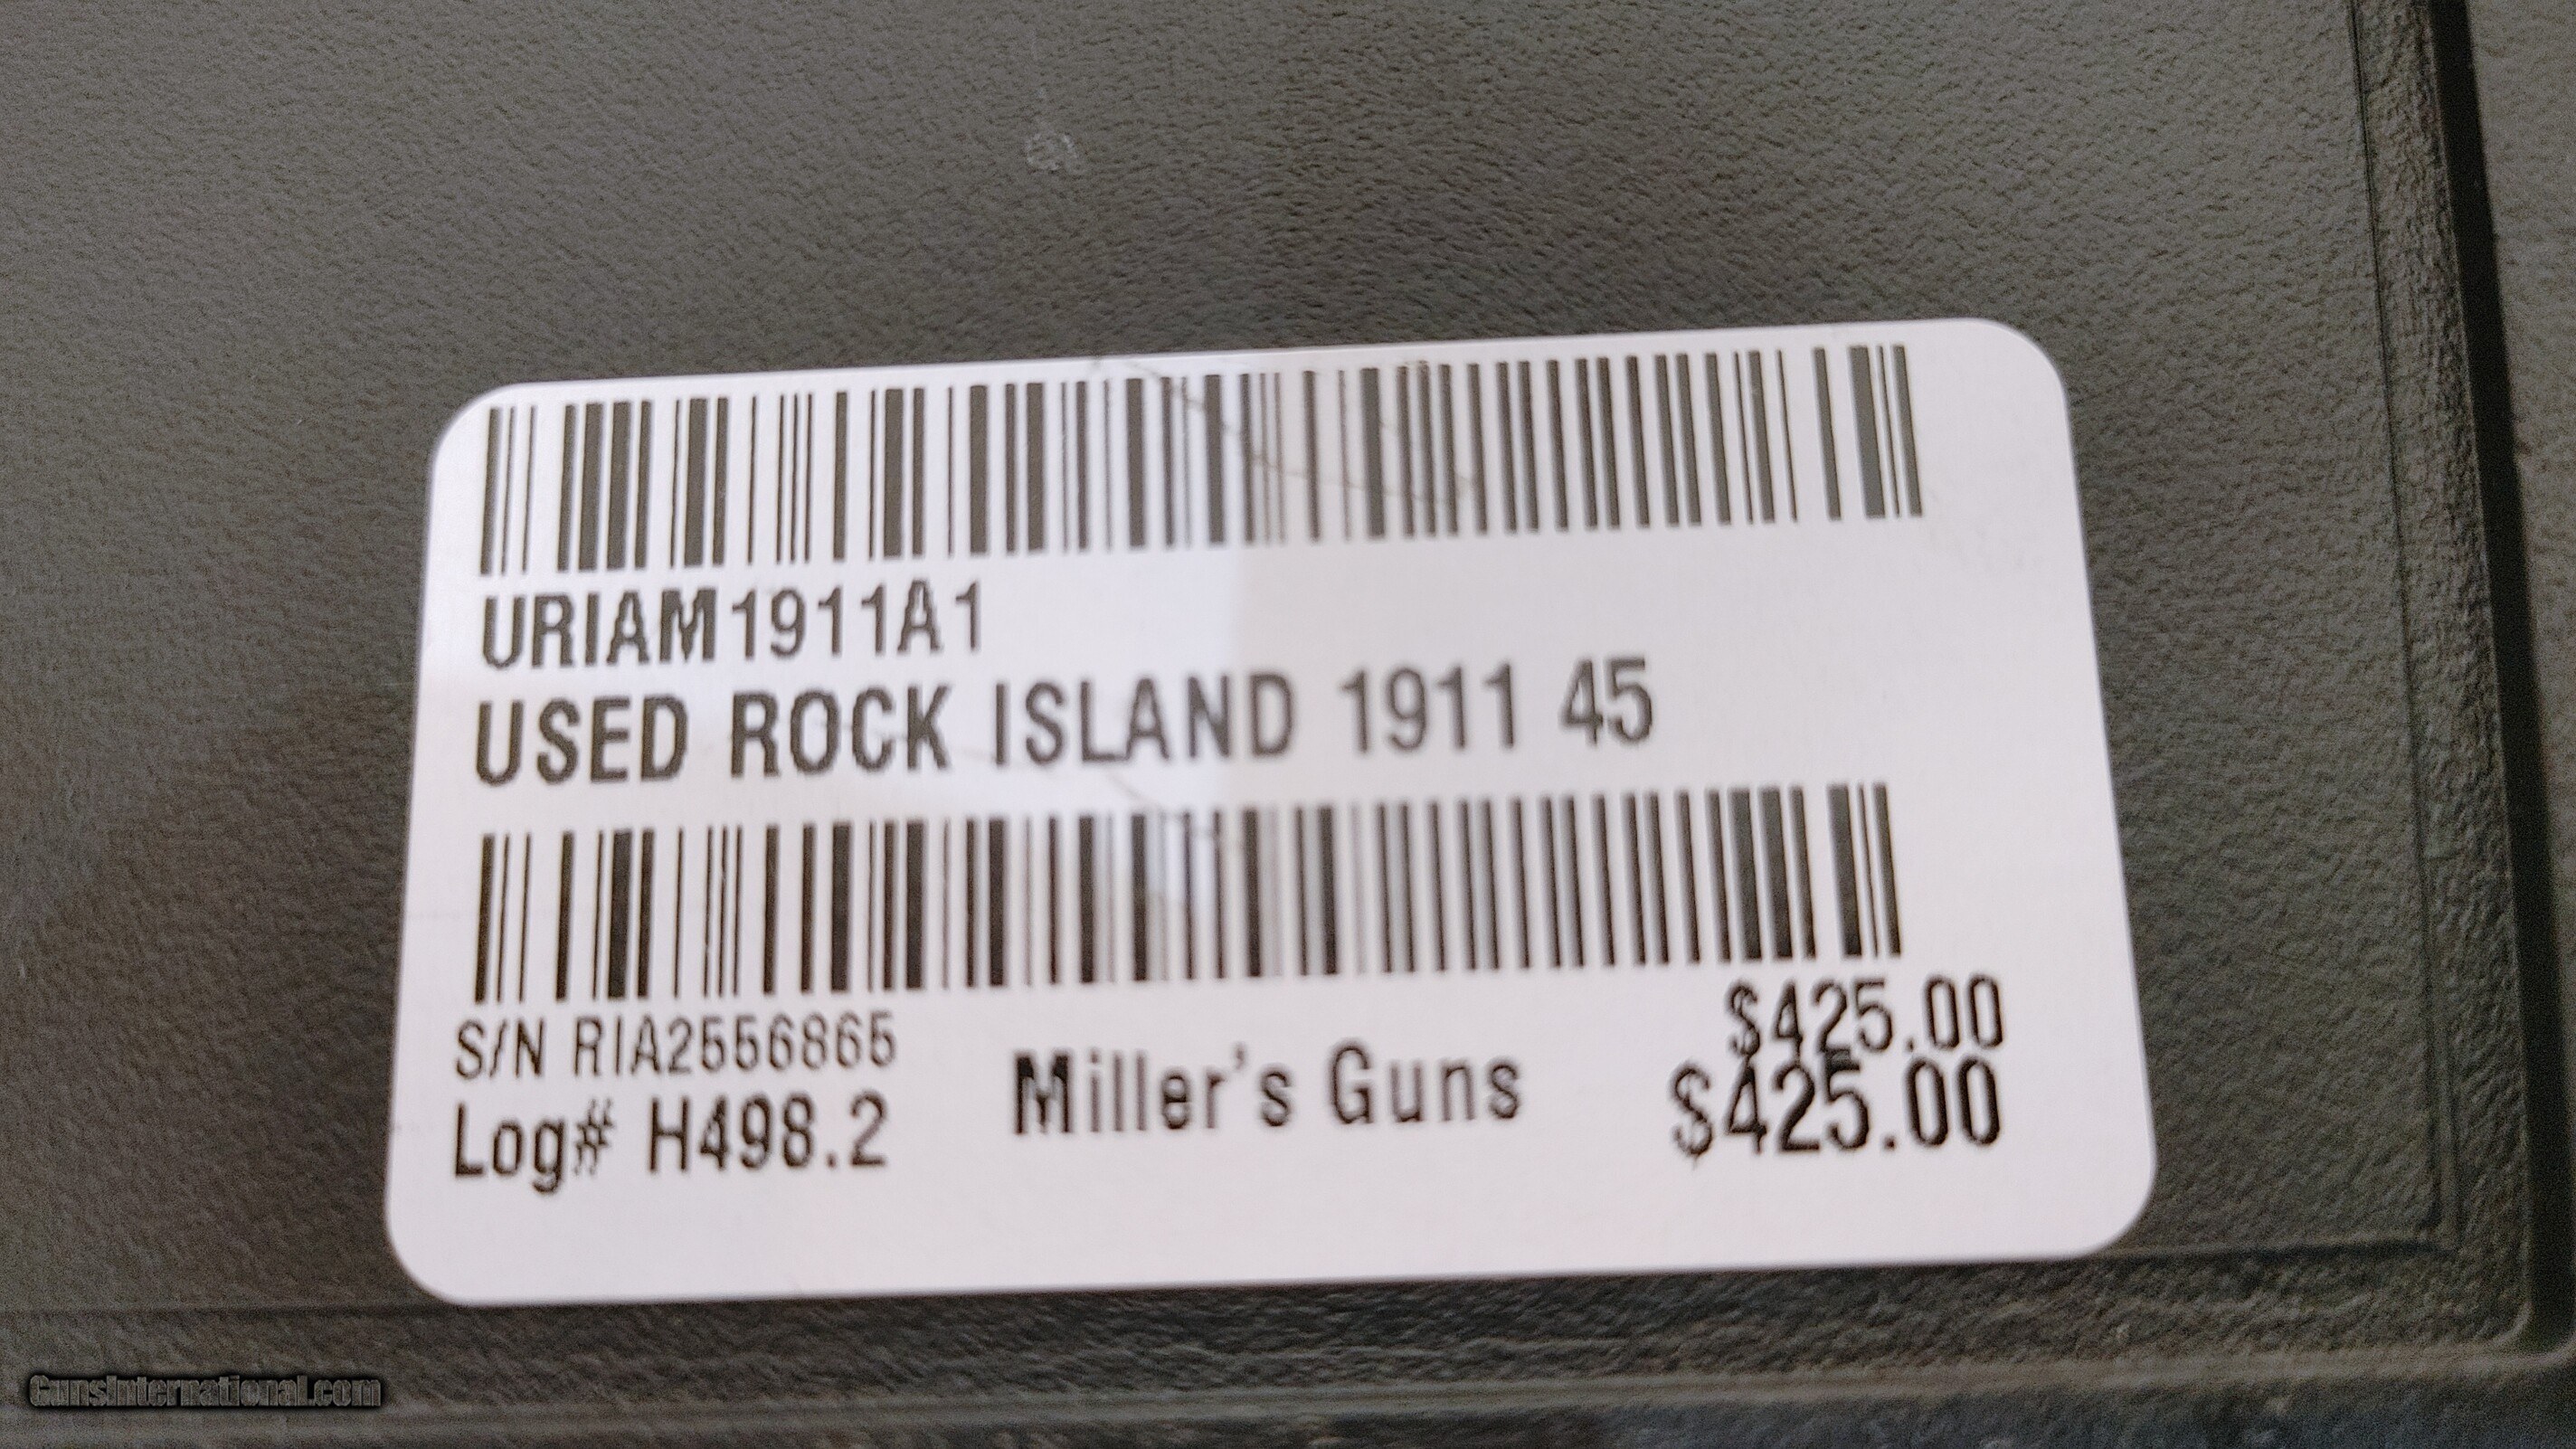 URIAM1911A1
USED ROCK ISLAND 1911 45
S/N RIA2556865
$425.00
Log# H498.2
Miller's Guns
$425.00
GunsInternational.com